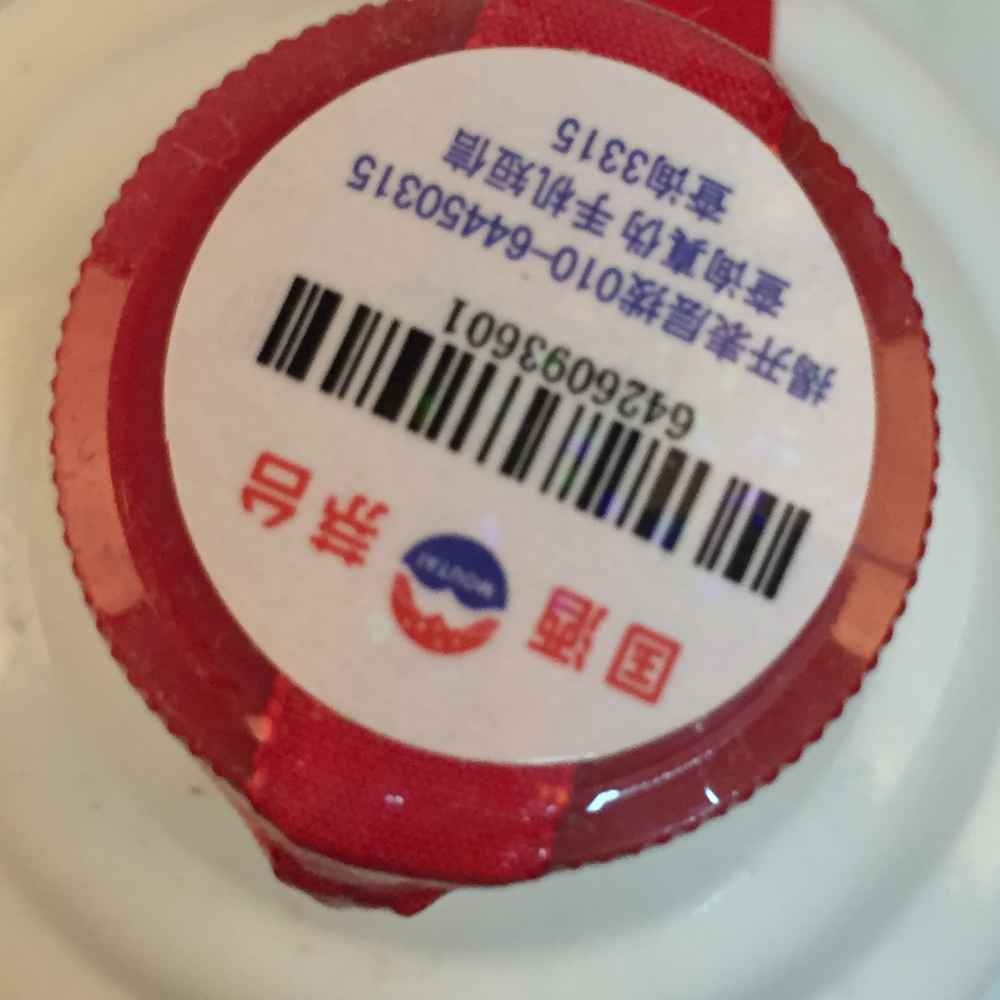 国酒 MOUTAI 茅台
6426093601
揭开表层拨010-64450315
查询真伪 手机短信
查询3315